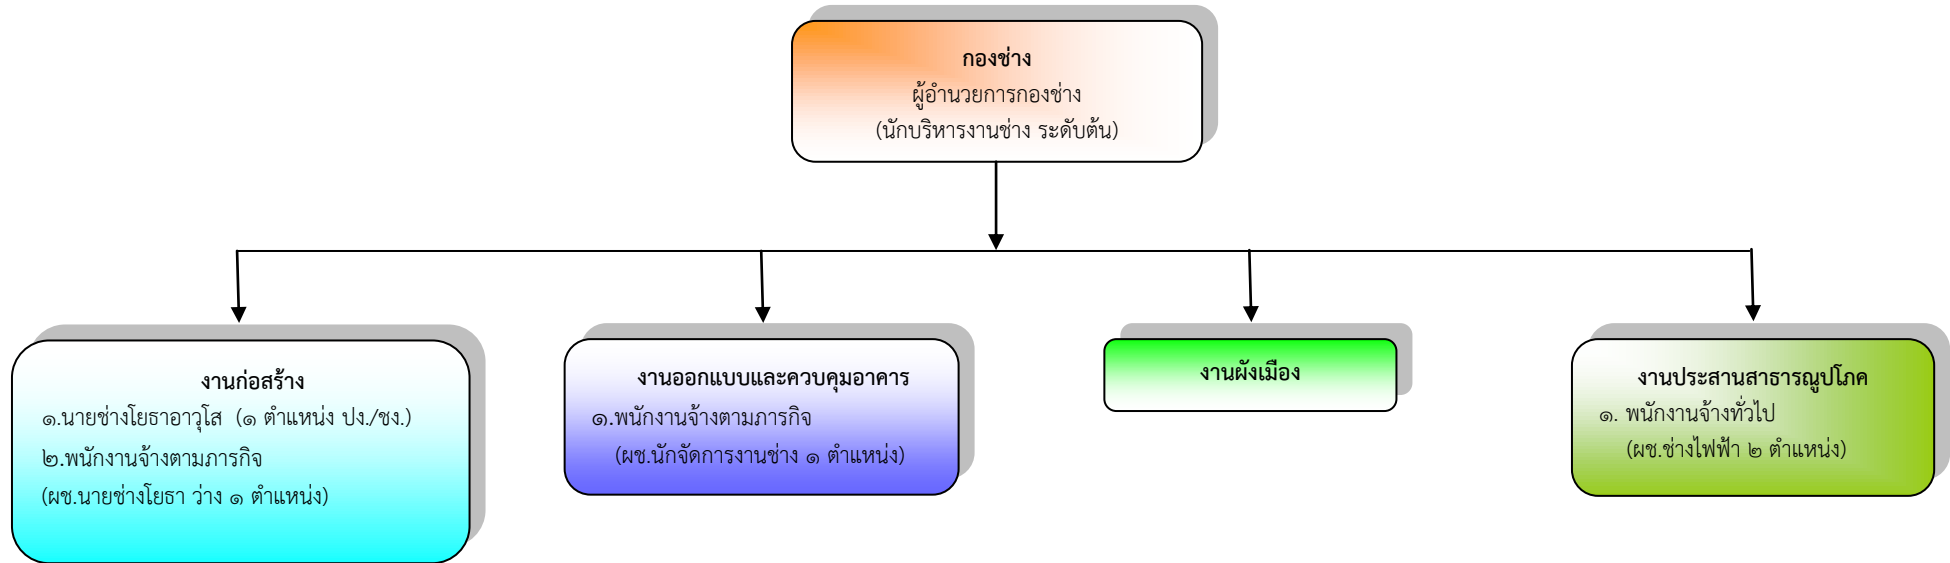 กองช่าง
ผู้อำนวยการกองช่าง
(นักบริหารงานช่าง ระดับต้น)
งานก่อสร้าง
๑.นายช่างโยธาอาวุโส (๑ ตำแหน่ง ปง./ชง.)
๒.พนักงานจ้างตามภารกิจ
(ผช.นายช่างโยธา ว่าง ๑ ตำแหน่ง)
งานออกแบบและควบคุมอาคาร
๑.พนักงานจ้างตามภารกิจ
(ผช.นักจัดการงานช่าง ๑ ตำแหน่ง)
งานผังเมือง
งานประสานสาธารณูปโภค
๑. พนักงานจ้างทั่วไป
(ผช.ช่างไฟฟ้า ๒ ตำแหน่ง)